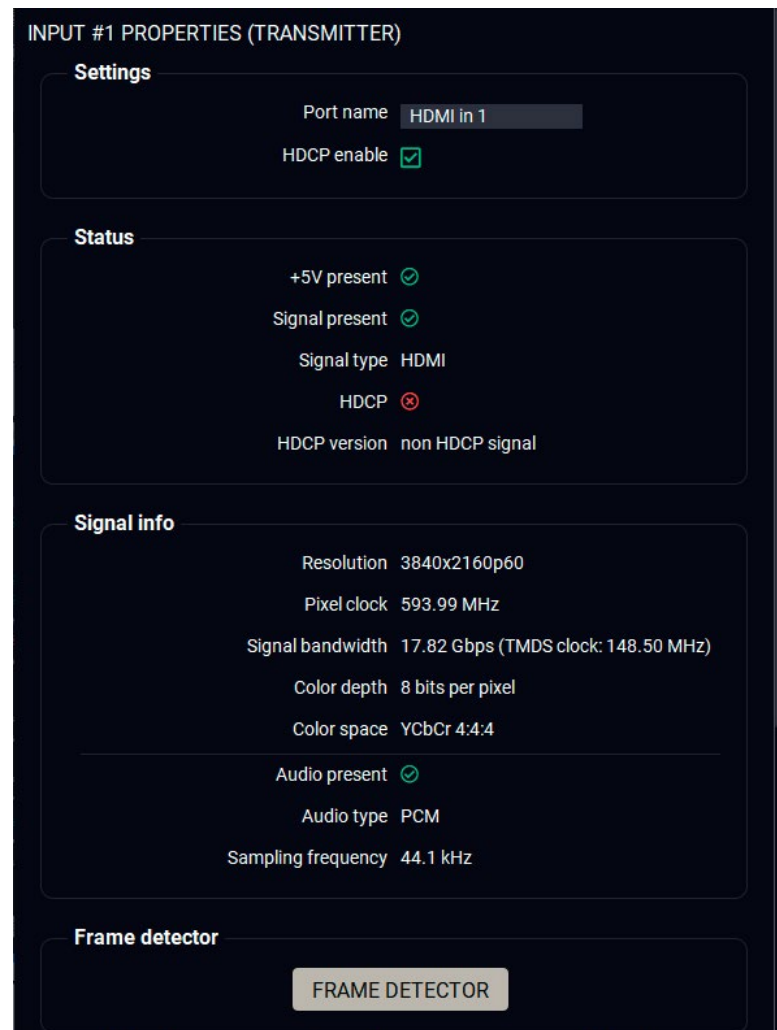 INPUT #1 PROPERTIES (TRANSMITTER)
Settings
Port name HDMI in 1
HDCP enable
Status
+5V present
Signal present
Signal type HDMI
HDCP
HDCP version non HDCP signal
Signal info
Resolution 3840x2160p60
Pixel clock 593.99 MHz
Signal bandwidth 17.82 Gbps (TMDS clock: 148.50 MHz)
Color depth 8 bits per pixel
Color space YCbCr 4:4:4
Audio present
Audio type PCM
Sampling frequency 44.1 kHz
Frame detector
FRAME DETECTOR